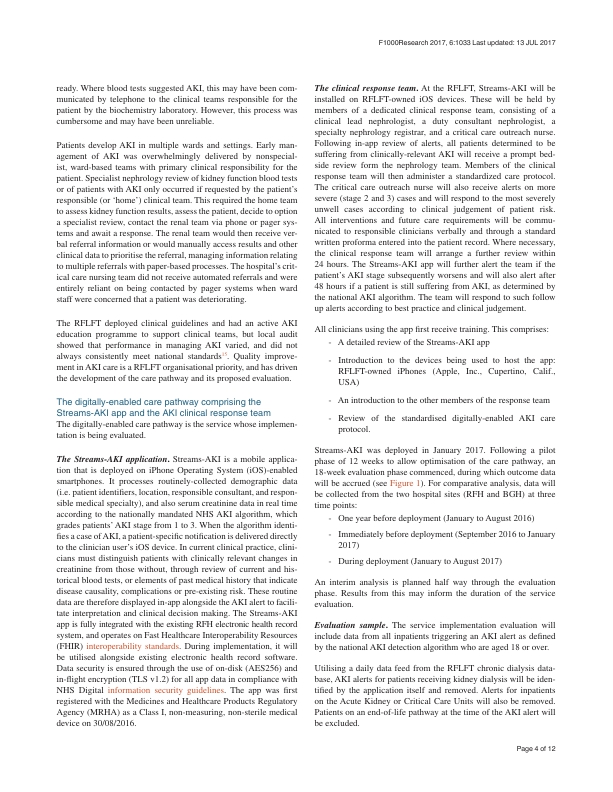 F1000Research 2017, 6:1033 Last updated: 13 JUL 2017
ready. Where blood tests suggested AKI, this may have been com-
municated by telephone to the clinical teams responsible for the
patient by the biochemistry laboratory. However, this process was
cumbersome and may have been unreliable.
Patients develop AKI in multiple wards and settings. Early man-
agement of AKI was overwhelmingly delivered by nonspecial-
ist, ward-based teams with primary clinical responsibility for the
patient. Specialist nephrology review of kidney function blood tests
or of patients with AKI only occurred if requested by the patient's
responsible (or 'home') clinical team. This required the home team
to assess kidney function results, assess the patient, decide to option
a specialist review, contact the renal team via phone or pager sys-
tems and await a response. The renal team would then receive ver-
bal referral information or would manually access results and other
clinical data to prioritise the referral, managing information relating
to multiple referrals with paper-based processes. The hospital's crit-
ical care nursing team did not receive automated referrals and were
entirely reliant on being contacted by pager systems when ward
staff were concerned that a patient was deteriorating.
The RFLFT deployed clinical guidelines and had an active AKI
education programme to support clinical teams, but local audit
showed that performance in managing AKI varied, and did not
always consistently meet national standards. Quality improve-
ment in AKI care is a RFLFT organisational priority, and has driven
the development of the care pathway and its proposed evaluation.
The digitally-enabled care pathway comprising the
Streams-AKI app and the AKI clinical response team
The digitally-enabled care pathway is the service whose implemen-
tation is being evaluated.
The Streams-AKI application. Streams-AKI is a mobile applica-
tion that is deployed on iPhone Operating System (iOS)-enabled
smartphones. It processes routinely-collected demographic data
(i.e. patient identifiers, location, responsible consultant, and respon-
sible medical specialty), and also serum creatinine data in real time
according to the nationally mandated NHS AKI algorithm, which
grades patients' AKI stage from 1 to 3. When the algorithm identi-
fies a case of AKI, a patient-specific notification is delivered directly
to the clinician user's iOS device. In current clinical practice, clini-
cians must distinguish patients with clinically relevant changes in
creatinine from those without, through review of current and his-
torical blood tests, or elements of past medical history that indicate
disease causality, complications or pre-existing risk. These routine
data are therefore displayed in-app alongside the AKI alert to facili-
tate interpretation and clinical decision making. The Streams-AKI
app is fully integrated with the existing RFH electronic health record
system, and operates on Fast Healthcare Interoperability Resources
(FHIR) interoperability standards. During implementation, it will
be utilised alongside existing electronic health record software.
Data security is ensured through the use of on-disk (AES256) and
in-flight encryption (TLS v1.2) for all app data in compliance with
NHS Digital information security guidelines. The app was first
registered with the Medicines and Healthcare Products Regulatory
Agency (MRHA) as a Class I, non-measuring, non-sterile medical
device on 30/08/2016.
The clinical response team. At the RFLFT, Streams-AKI will be
installed on RFLFT-owned iOS devices. These will be held by
members of a dedicated clinical response team, consisting of a
clinical lead nephrologist, a duty consultant nephrologist, a
specialty nephrology registrar, and a critical care outreach nurse.
Following in-app review of alerts, all patients determined to be
suffering from clinically-relevant AKI will receive a prompt bed-
side review form the nephrology team. Members of the clinical
response team will then administer a standardized care protocol.
The critical care outreach nurse will also receive alerts on more
severe (stage 2 and 3) cases and will respond to the most severely
unwell cases according to clinical judgement of patient risk.
All interventions and future care requirements will be commu-
nicated to responsible clinicians verbally and through a standard
written proforma entered into the patient record. Where necessary,
the clinical response team will arrange a further review within
24 hours. The Streams-AKI app will further alert the team if the
patient's AKI stage subsequently worsens and will also alert after
48 hours if a patient is still suffering from AKI, as determined by
the national AKI algorithm. The team will respond to such follow
up alerts according to best practice and clinical judgement.
All clinicians using the app first receive training. This comprises:
- A detailed review of the Streams-AKI app
- Introduction to the devices being used to host the app:
RFLFT-owned iPhones (Apple, Inc., Cupertino, Calif.,
USA)
- An introduction to the other members of the response team
- Review of the standardised digitally-enabled AKI care
protocol.
Streams-AKI was deployed in January 2017. Following a pilot
phase of 12 weeks to allow optimisation of the care pathway, an
18-week evaluation phase commenced, during which outcome data
will be accrued (see Figure 1). For comparative analysis, data will
be collected from the two hospital sites (RFH and BGH) at three
time points:
- One year before deployment (January to August 2016)
- Immediately before deployment (September 2016 to January
2017)
- During deployment (January to August 2017)
An interim analysis is planned half way through the evaluation
phase. Results from this may inform the duration of the service
evaluation.
Evaluation sample. The service implementation evaluation will
include data from all inpatients triggering an AKI alert as defined
by the national AKI detection algorithm who are aged 18 or over.
Utilising a daily data feed from the RFLFT chronic dialysis data-
base, AKI alerts for patients receiving kidney dialysis will be iden-
tified by the application itself and removed. Alerts for inpatients
on the Acute Kidney or Critical Care Units will also be removed.
Patients on an end-of-life pathway at the time of the AKI alert will
be excluded.
Page 4 of 12